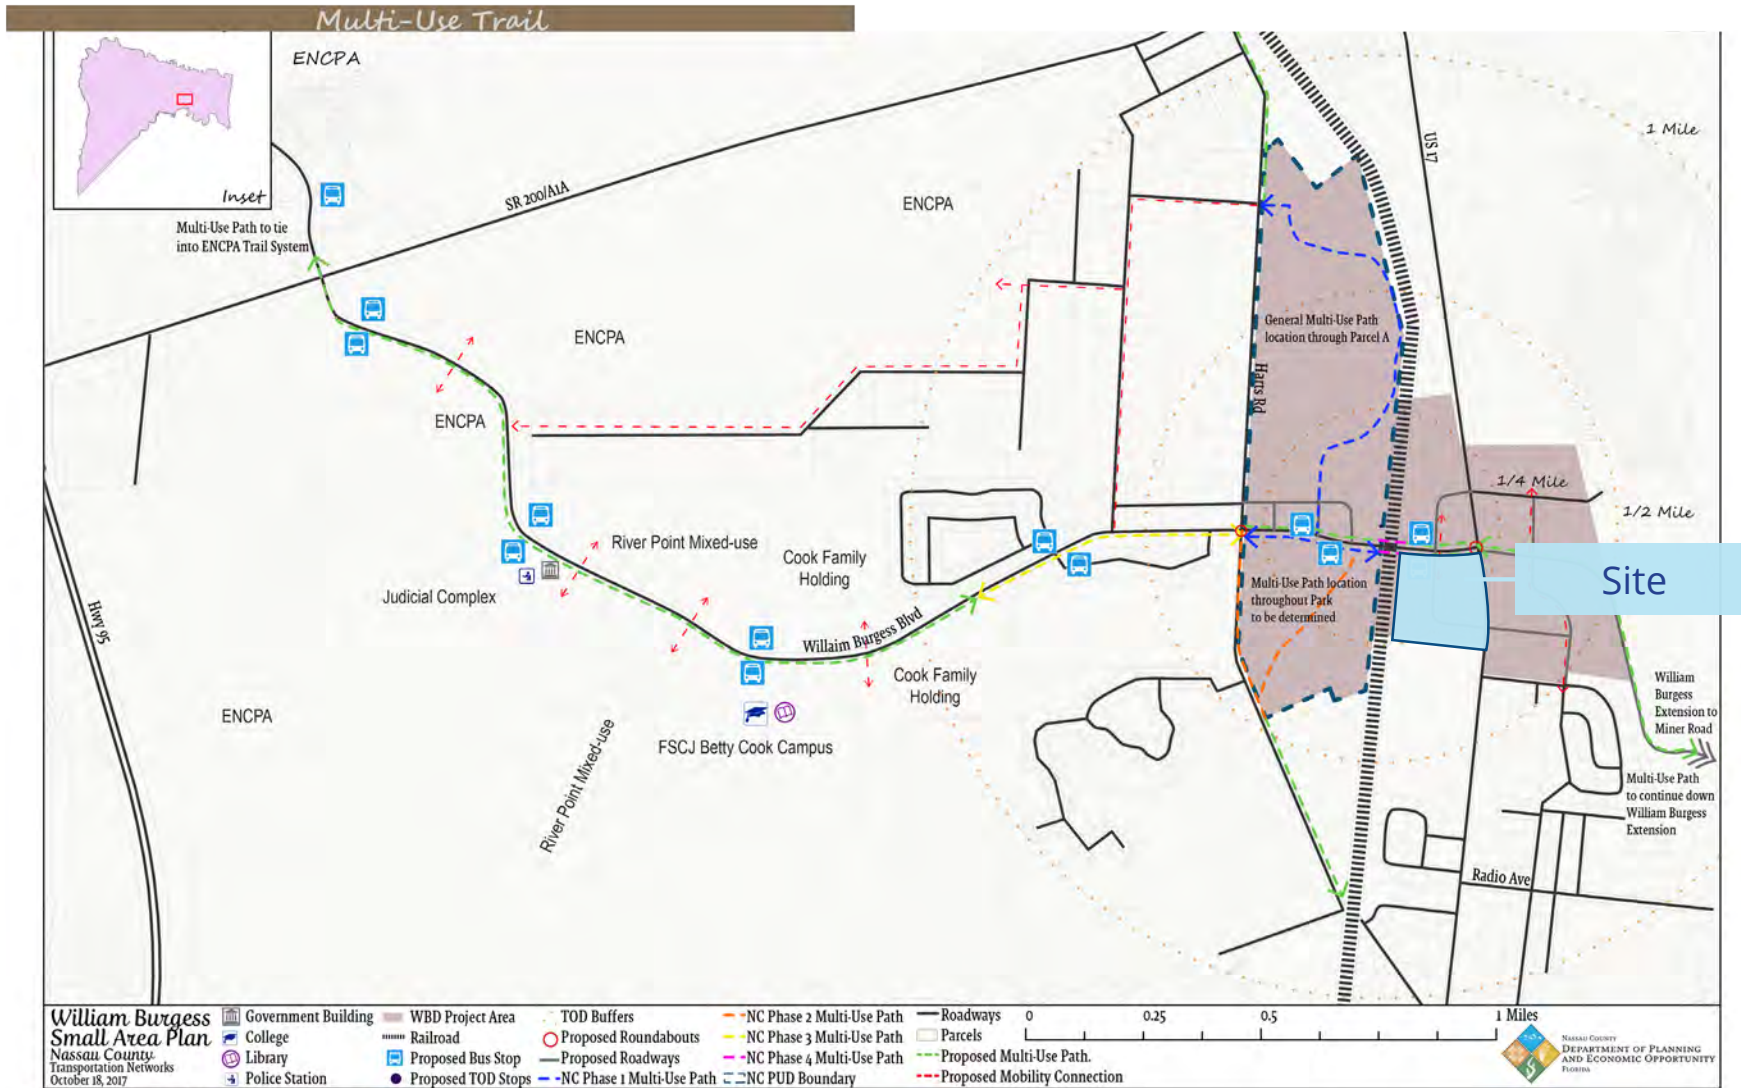 Multi-Use Trail
ENCPA
Inset
1 Mile
US 17
SR 200/A1A
ENCPA
Multi-Use Path to tie
into ENCPA Trail System
General Multi-Use Path
location through Parcel A
ENCPA
Harts Rd
ENCPA
1/4 Mile
1/2 Mile
River Point Mixed-use
Cook Family
Holding
Site
Judicial Complex
Multi-Use Path location
throughout Park
to be determined
Hwy 95
Willaim Burgess Blvd
Cook Family
Holding
William
Burgess
Extension to
Miner Road
ENCPA
FSCJ Betty Cook Campus
River Point Mixed-use
Multi-Use Path
to continue down
William Burgess
Extension
Radio Ave
William Burgess
Small Area Plan
Nassau County
Transportation Networks
October 18, 2017
Government Building
College
Library
Police Station
WBD Project Area
Railroad
Proposed Bus Stop
Proposed TOD Stops
TOD Buffers
Proposed Roundabouts
Proposed Roadways
NC Phase 1 Multi-Use Path
NC Phase 2 Multi-Use Path
NC Phase 3 Multi-Use Path
NC Phase 4 Multi-Use Path
NC PUD Boundary
Roadways
Parcels
Proposed Multi-Use Path.
Proposed Mobility Connection
0 0.25 0.5 1 Miles
NASSAU COUNTY
DEPARTMENT OF PLANNING
AND ECONOMIC OPPORTUNITY
FLORIDA